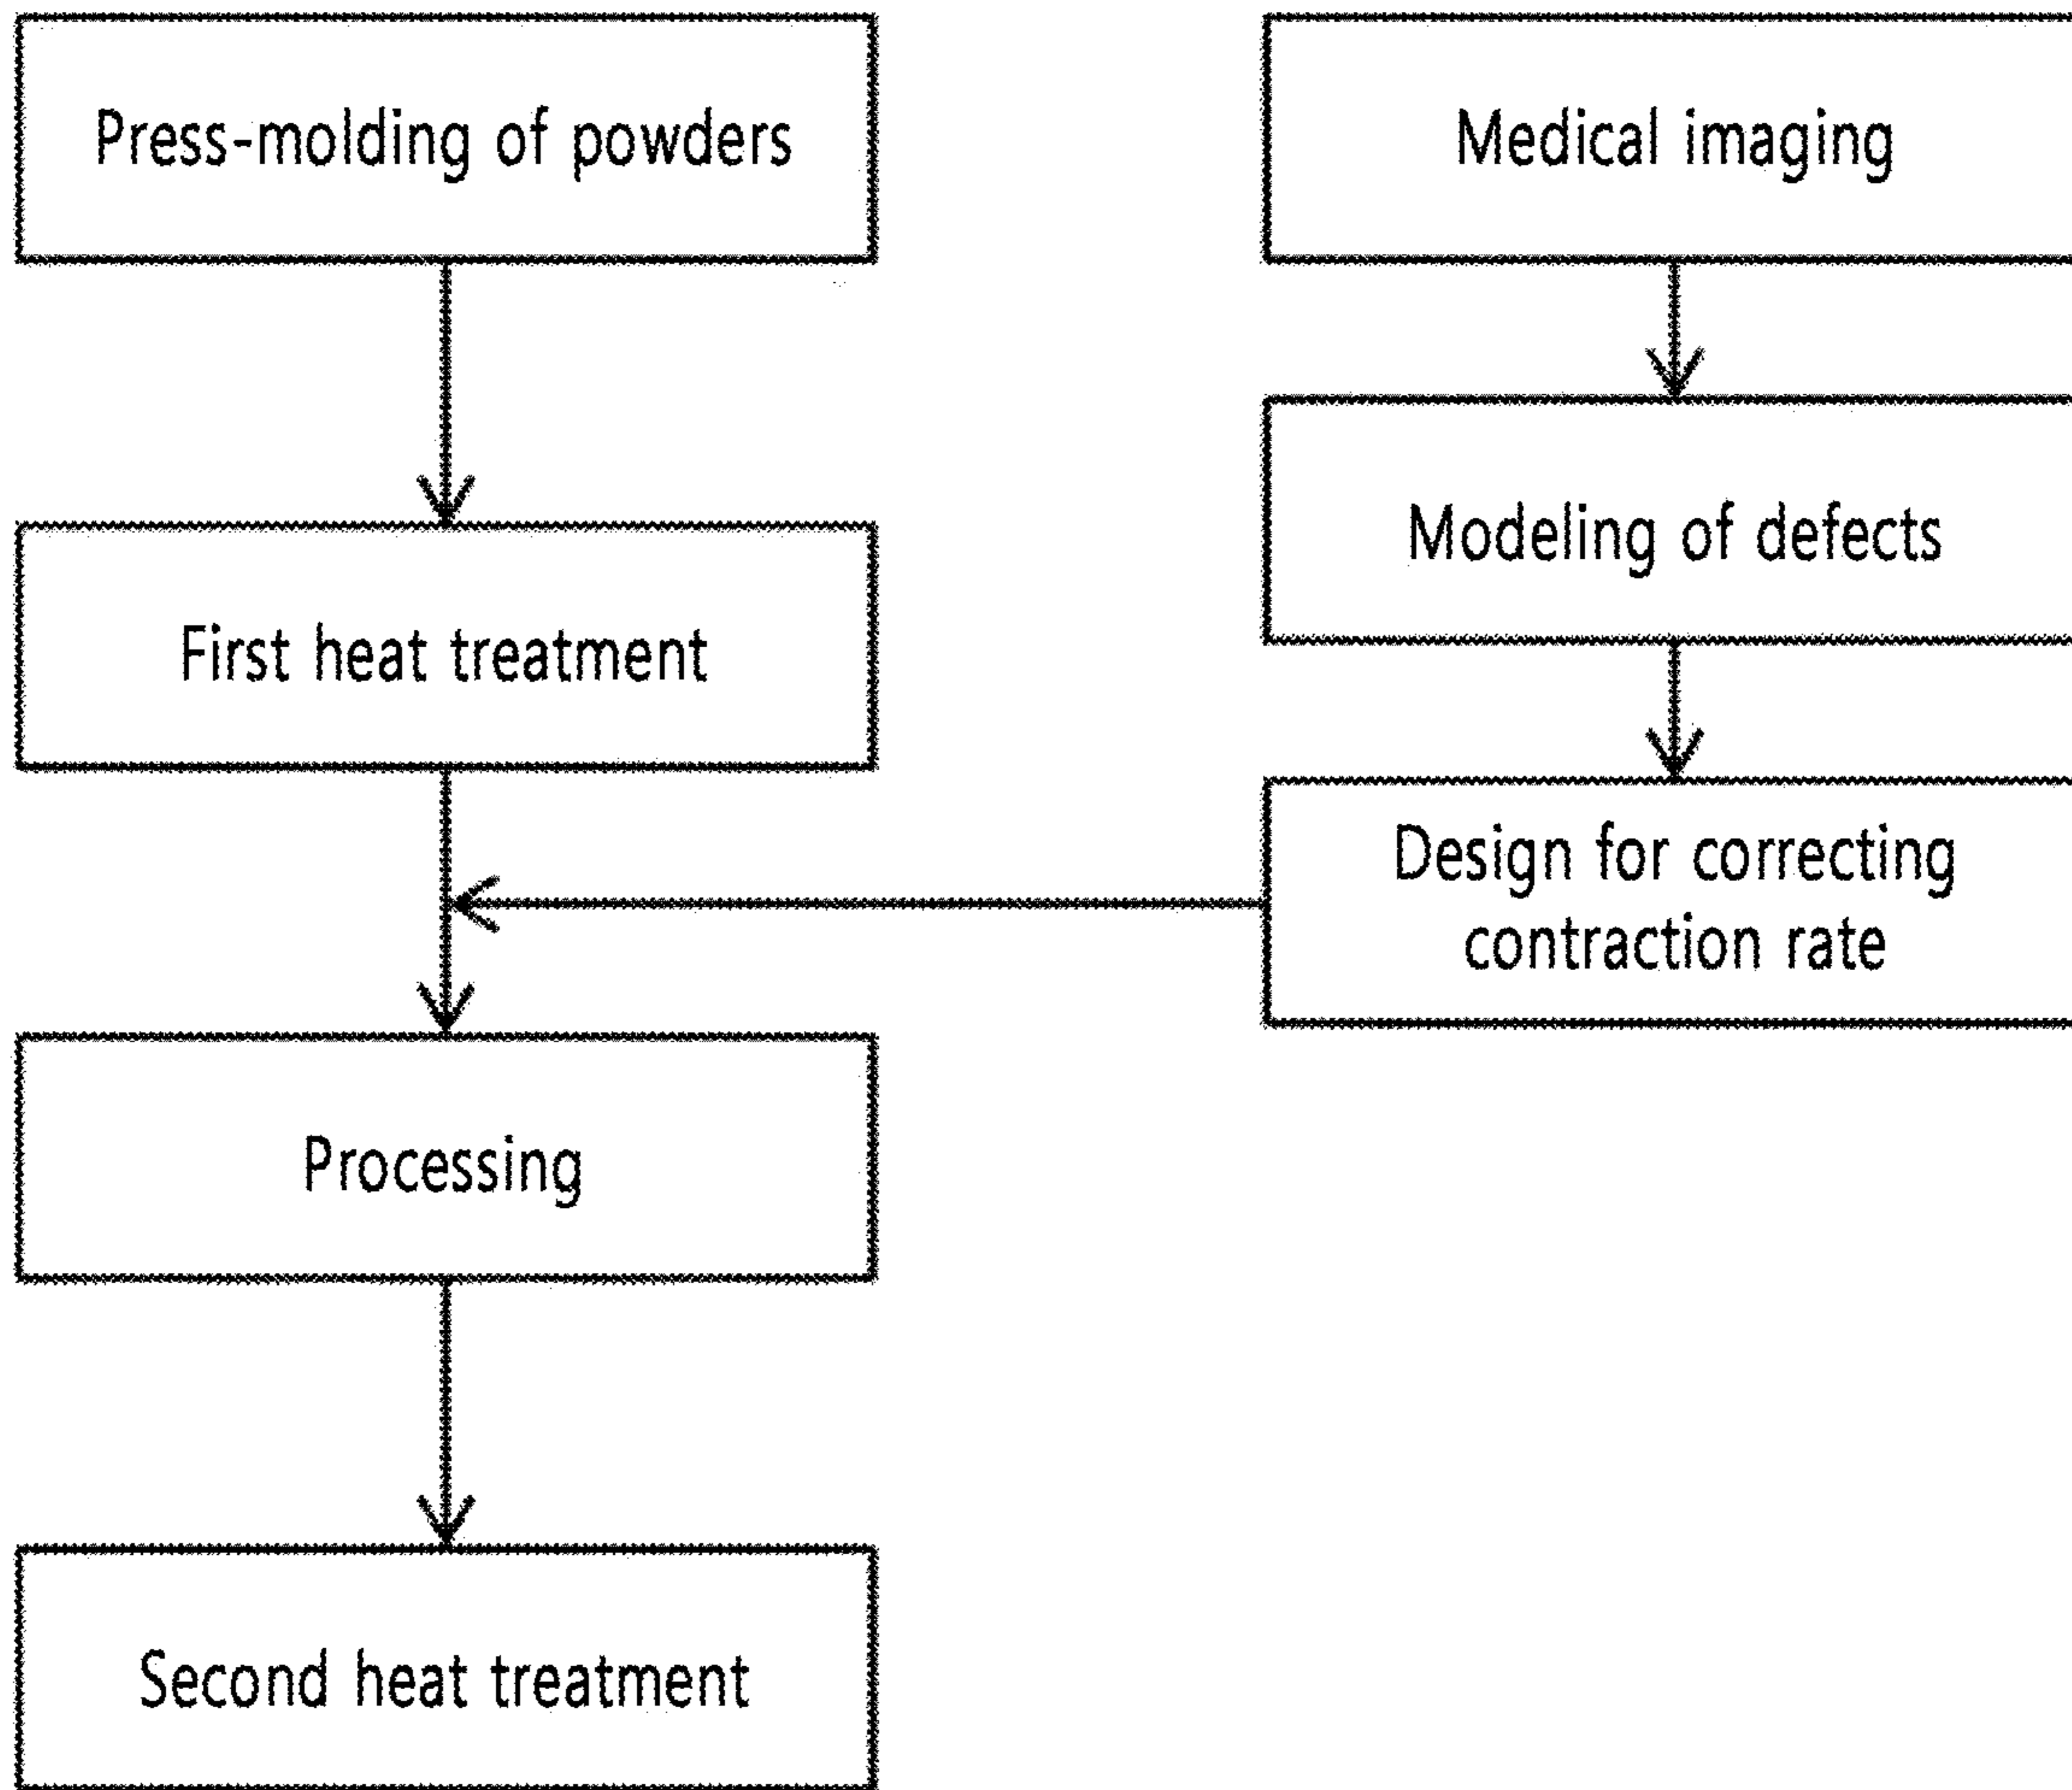 Press-molding of powders
First heat treatment
Processing
Second heat treatment
Medical imaging
Modeling of defects
Design for correcting
contraction rate